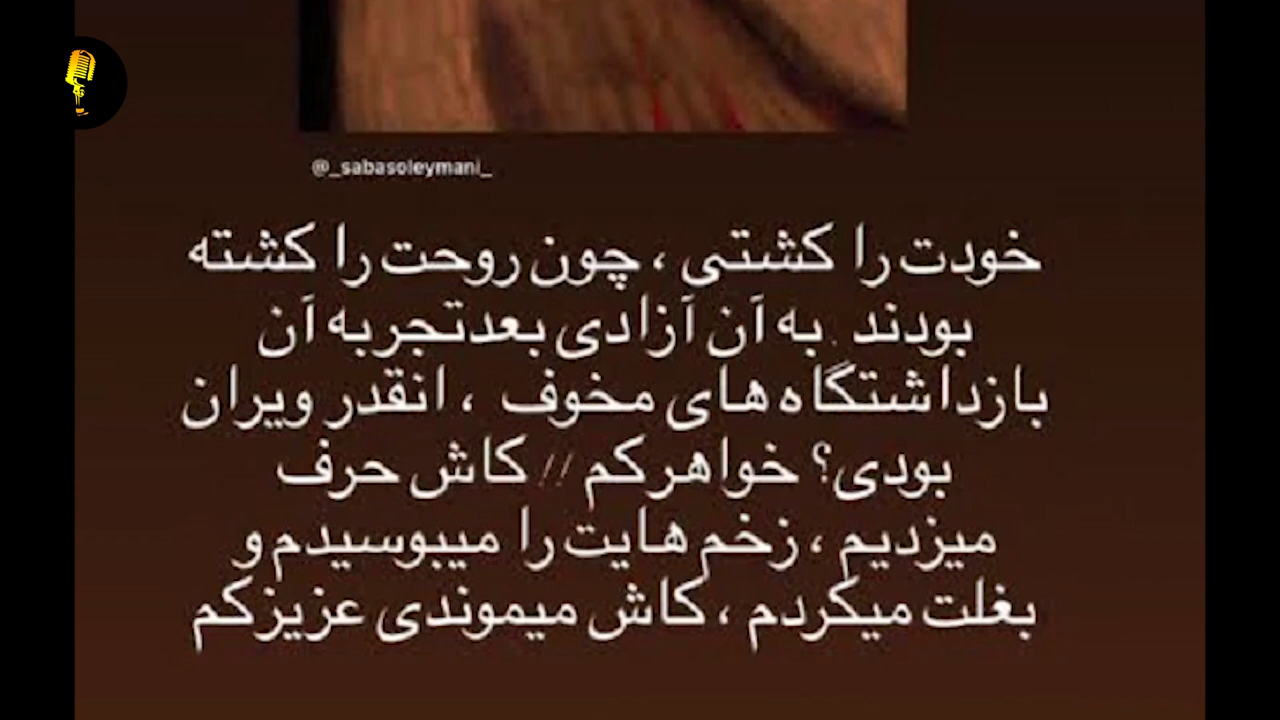 @_sabasoleymani_
خودت را کشتی ، چون روحت را کشته
بودند . به آن آزادی بعدتجربه آن
بازداشتگاه های مخوف ، انقدر ویران
بودی؟ خواهرکم // کاش حرف
میزدیم ، زخم هایت را میبوسیدم و
بغلت میکردم ، کاش میموندی عزیزکم